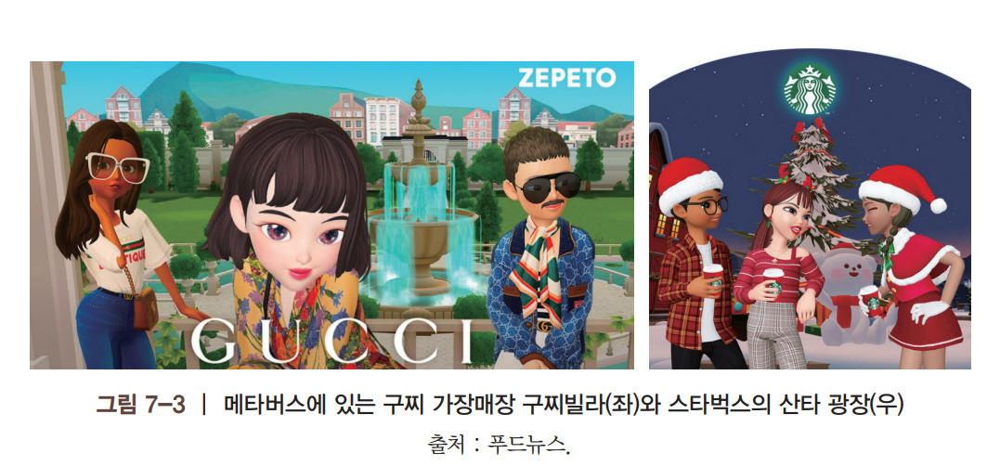 ZEPETO
TIQUE
GUCCI
그림 7-3 | 메타버스에 있는 구찌 가장매장 구찌빌라(좌)와 스타벅스의 산타 광장(우)
출처 : 푸드뉴스.